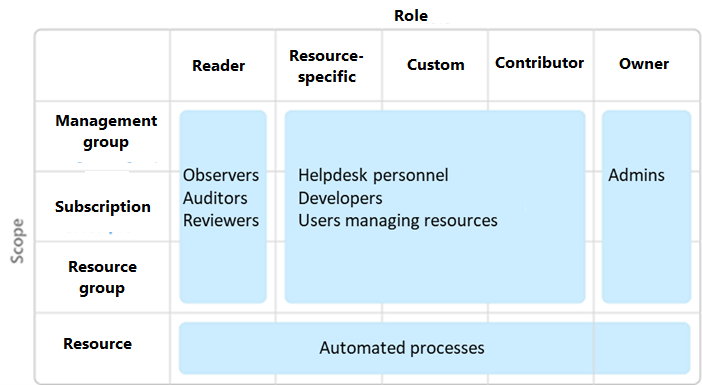 Role
Reader
Resource-
specific
Custom
Contributor
Owner
Scope
Management
group
Subscription
Resource
group
Resource
Observers
Auditors
Reviewers
Helpdesk personnel
Developers
Users managing resources
Admins
Automated processes